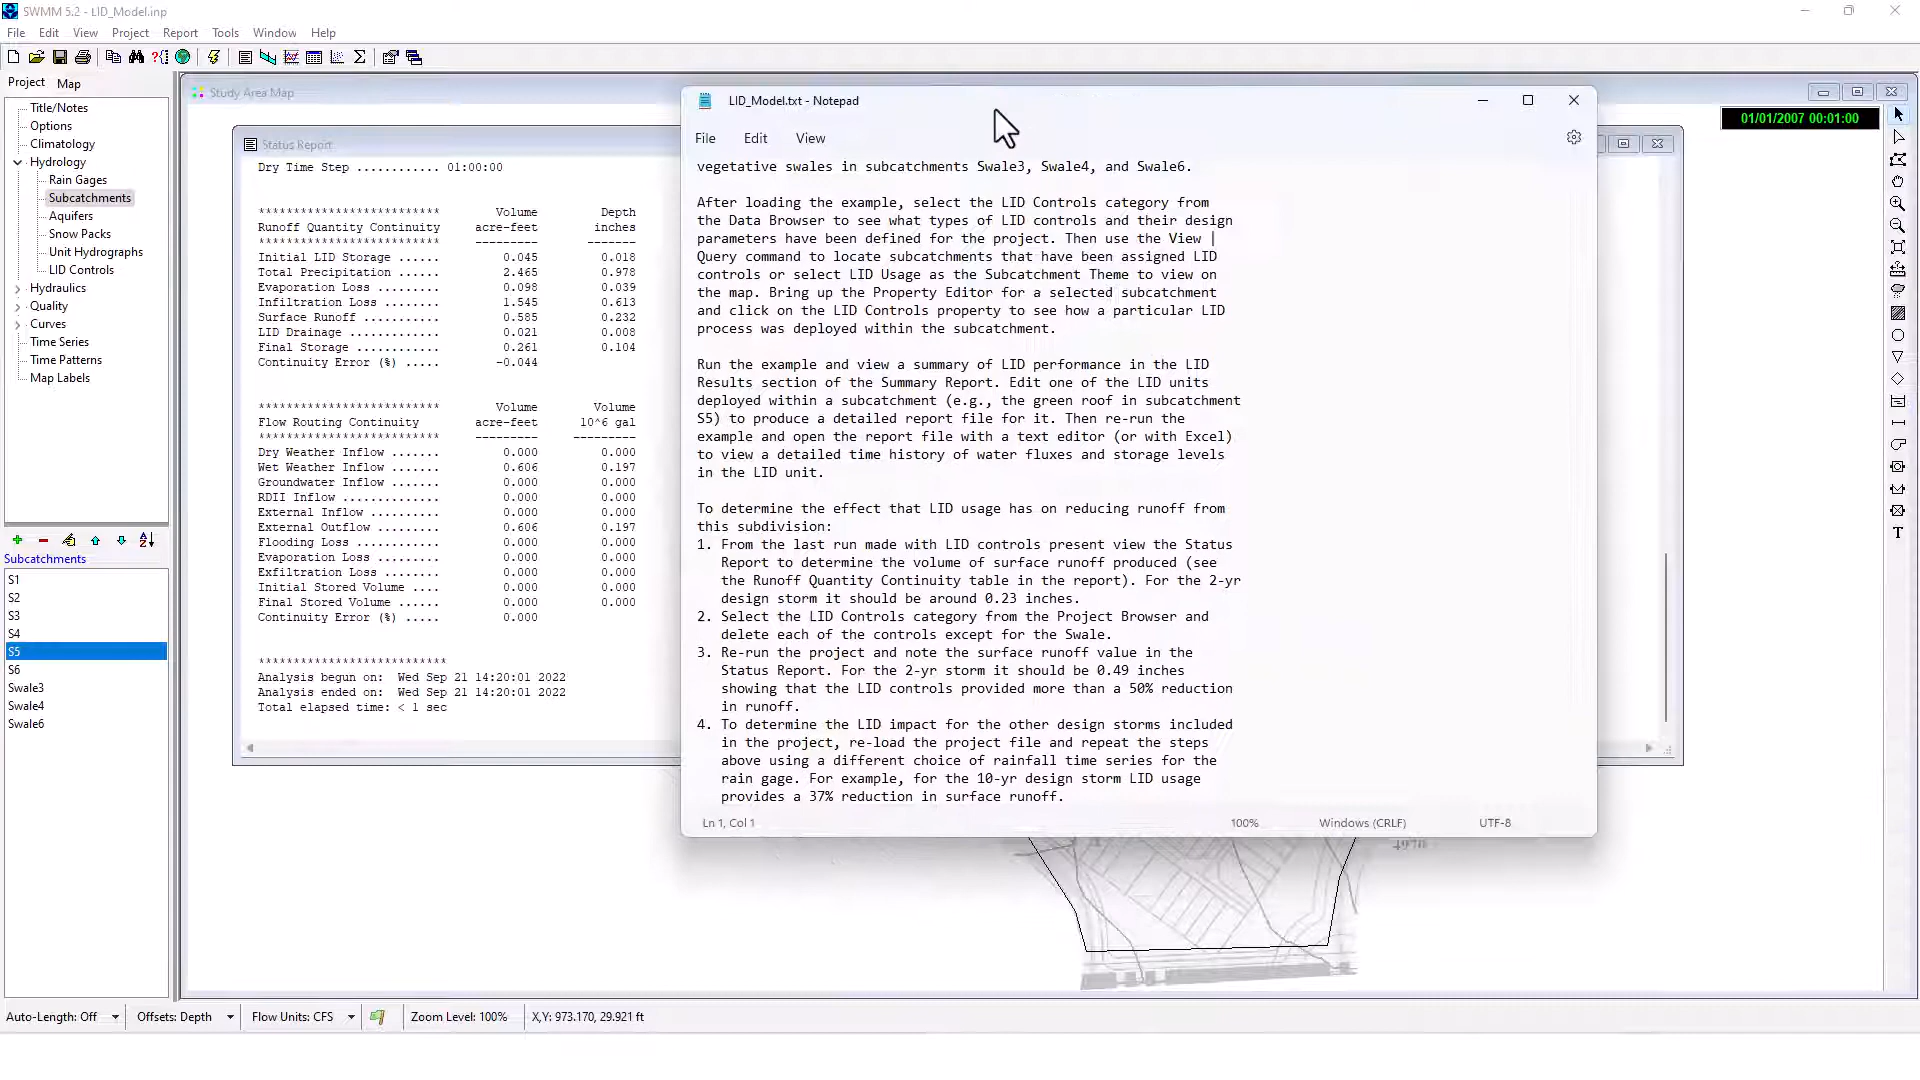 SWMM 5.2 - LID_Model.inp
File Edit View Project Report Tools Window Help
Project Map
Title/Notes
Options
Climatology
Hydrology
Rain Gages
Subcatchments
Aquifers
Snow Packs
Unit Hydrographs
LID Controls
Hydraulics
Quality
Curves
Time Series
Time Patterns
Map Labels
Subcatchments
S1
S2
S3
S4
S5
S6
Swale3
Swale4
Swale6
Study Area Map
01/01/2007 00:01:00
Status Report
Dry Time Step ............ 01:00:00
************************** Volume Depth
Runoff Quantity Continuity acre-feet inches
************************** --------- -------
Initial LID Storage ...... 0.045 0.018
Total Precipitation ...... 2.465 0.978
Evaporation Loss ......... 0.098 0.039
Infiltration Loss ........ 1.545 0.613
Surface Runoff ........... 0.585 0.232
LID Drainage ............. 0.021 0.008
Final Storage ............ 0.261 0.104
Continuity Error (%) ..... -0.044
************************** Volume Volume
Flow Routing Continuity acre-feet 10^6 gal
************************** --------- ---------
Dry Weather Inflow ....... 0.000 0.000
Wet Weather Inflow ....... 0.606 0.197
Groundwater Inflow ....... 0.000 0.000
RDII Inflow .............. 0.000 0.000
External Inflow .......... 0.000 0.000
External Outflow ......... 0.606 0.197
Flooding Loss ............ 0.000 0.000
Evaporation Loss ......... 0.000 0.000
Exfiltration Loss ........ 0.000 0.000
Initial Stored Volume .... 0.000 0.000
Final Stored Volume ...... 0.000 0.000
Continuity Error (%) ..... 0.000
***************************
Analysis begun on: Wed Sep 21 14:20:01 2022
Analysis ended on: Wed Sep 21 14:20:01 2022
Total elapsed time: < 1 sec
LID_Model.txt - Notepad
File Edit View
vegetative swales in subcatchments Swale3, Swale4, and Swale6.
After loading the example, select the LID Controls category from
the Data Browser to see what types of LID controls and their design
parameters have been defined for the project. Then use the View |
Query command to locate subcatchments that have been assigned LID
controls or select LID Usage as the Subcatchment Theme to view on
the map. Bring up the Property Editor for a selected subcatchment
and click on the LID Controls property to see how a particular LID
process was deployed within the subcatchment.
Run the example and view a summary of LID performance in the LID
Results section of the Summary Report. Edit one of the LID units
deployed within a subcatchment (e.g., the green roof in subcatchment
S5) to produce a detailed report file for it. Then re-run the
example and open the report file with a text editor (or with Excel)
to view a detailed time history of water fluxes and storage levels
in the LID unit.
To determine the effect that LID usage has on reducing runoff from
this subdivision:
1. From the last run made with LID controls present view the Status
Report to determine the volume of surface runoff produced (see
the Runoff Quantity Continuity table in the report). For the 2-yr
design storm it should be around 0.23 inches.
2. Select the LID Controls category from the Project Browser and
delete each of the controls except for the Swale.
3. Re-run the project and note the surface runoff value in the
Status Report. For the 2-yr storm it should be 0.49 inches
showing that the LID controls provided more than a 50% reduction
in runoff.
4. To determine the LID impact for the other design storms included
in the project, re-load the project file and repeat the steps
above using a different choice of rainfall time series for the
rain gage. For example, for the 10-yr design storm LID usage
provides a 37% reduction in surface runoff.
Ln 1, Col 1 100% Windows (CRLF) UTF-8
Auto-Length: Off Offsets: Depth Flow Units: CFS Zoom Level: 100% X,Y: 973.170, 29.921 ft